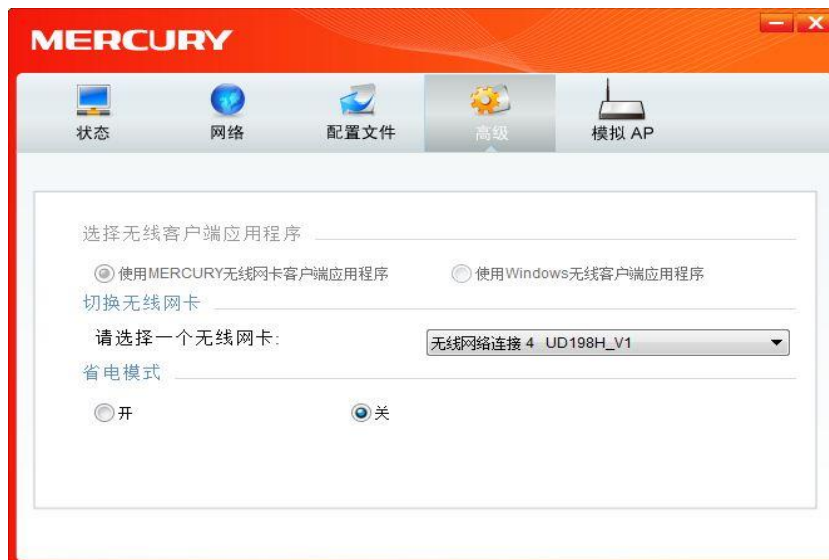 MERCURY
状态 网络 配置文件 高级 模拟 AP
选择无线客户端应用程序
使用MERCURY无线网卡客户端应用程序 使用Windows无线客户端应用程序
切换无线网卡
请选择一个无线网卡: 无线网络连接 4 UD198H_V1
省电模式
开 关